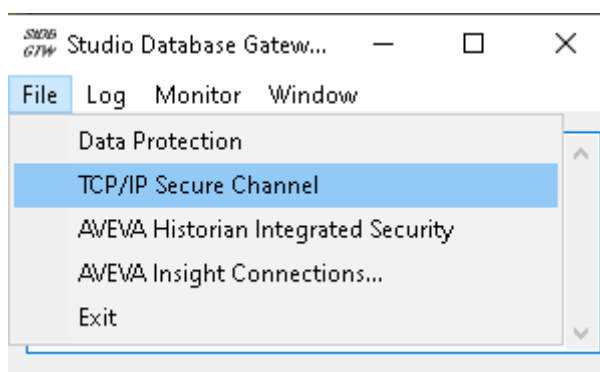 STDB
GTW
Studio Database Gatew...
File Log Monitor Window
Data Protection
TCP/IP Secure Channel
AVEVA Historian Integrated Security
AVEVA Insight Connections...
Exit